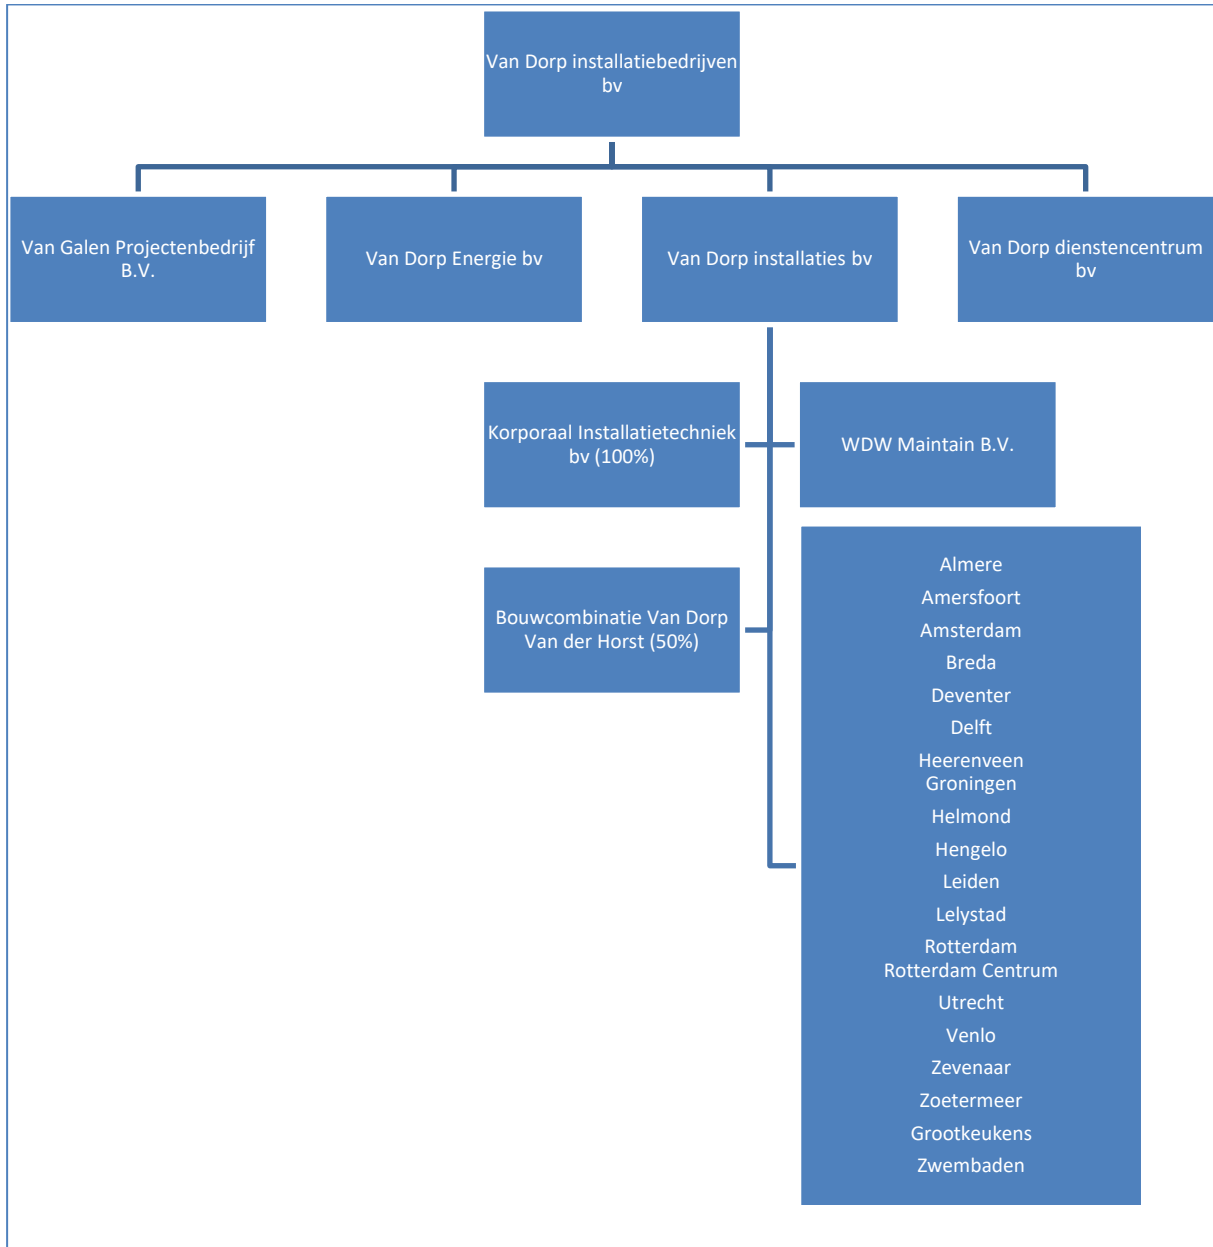 Van Dorp installatiebedrijven
bv
Van Galen Projectenbedrijf
B.V.
Van Dorp Energie bv
Van Dorp installaties bv
Van Dorp dienstencentrum
bv
Korporaal Installatietechniek
bv (100%)
WDW Maintain B.V.
Bouwcombinatie Van Dorp
Van der Horst (50%)
Almere
Amersfoort
Amsterdam
Breda
Deventer
Delft
Heerenveen
Groningen
Helmond
Hengelo
Leiden
Lelystad
Rotterdam
Rotterdam Centrum
Utrecht
Venlo
Zevenaar
Zoetermeer
Grootkeukens
Zwembaden